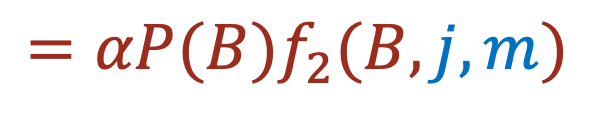 = αP(B)f₂(B, j, m)